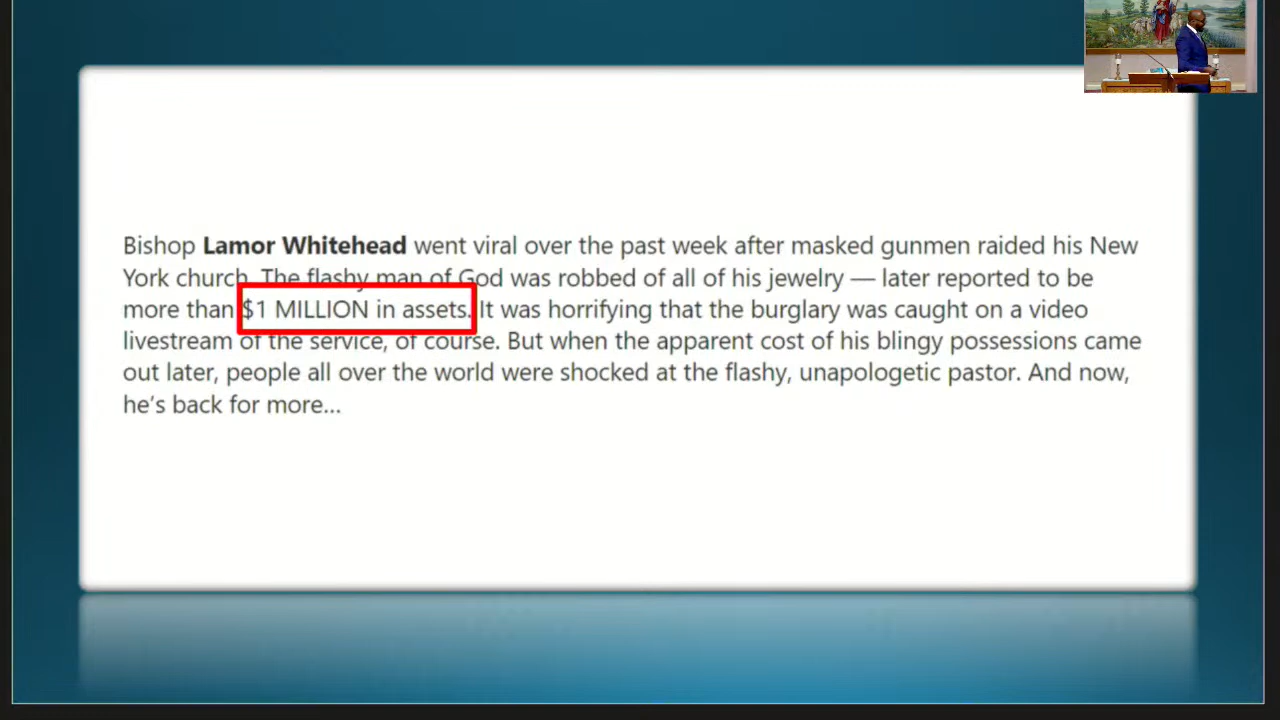 Bishop Lamor Whitehead went viral over the past week after masked gunmen raided his New
York church. The flashy man of God was robbed of all of his jewelry — later reported to be
more than $1 MILLION in assets. It was horrifying that the burglary was caught on a video
livestream of the service, of course. But when the apparent cost of his blingy possessions came
out later, people all over the world were shocked at the flashy, unapologetic pastor. And now,
he's back for more...